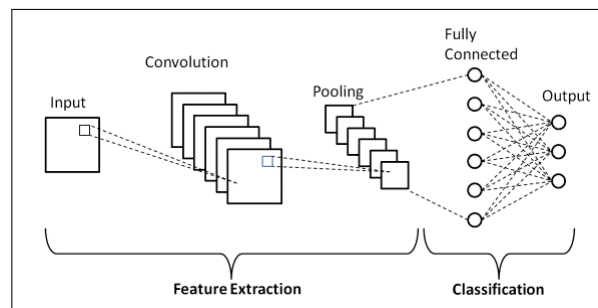 Fully
Connected
Convolution
Pooling
Output
Input
Feature Extraction
Classification